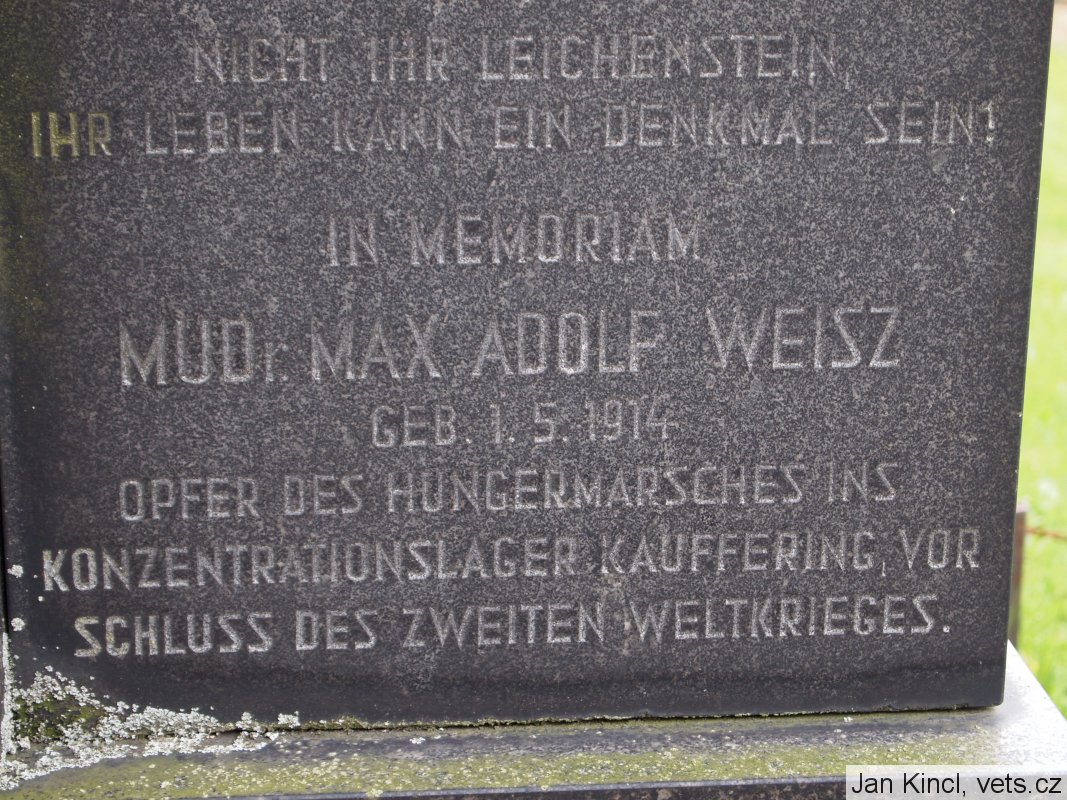 NICHT IHR LEICHENSTEIN,
IHR LEBEN KANN EIN DENKMAL SEIN!
IN MEMORIAM
MUDr. MAX ADOLF WEISZ
GEB. 1. 5. 1914
OPFER DES HUNGERMARSCHES INS
KONZENTRATIONSLAGER KAUFFERING, VOR
SCHLUSS DES ZWEITEN WELTKRIEGES.
Jan Kincl, vets.cz